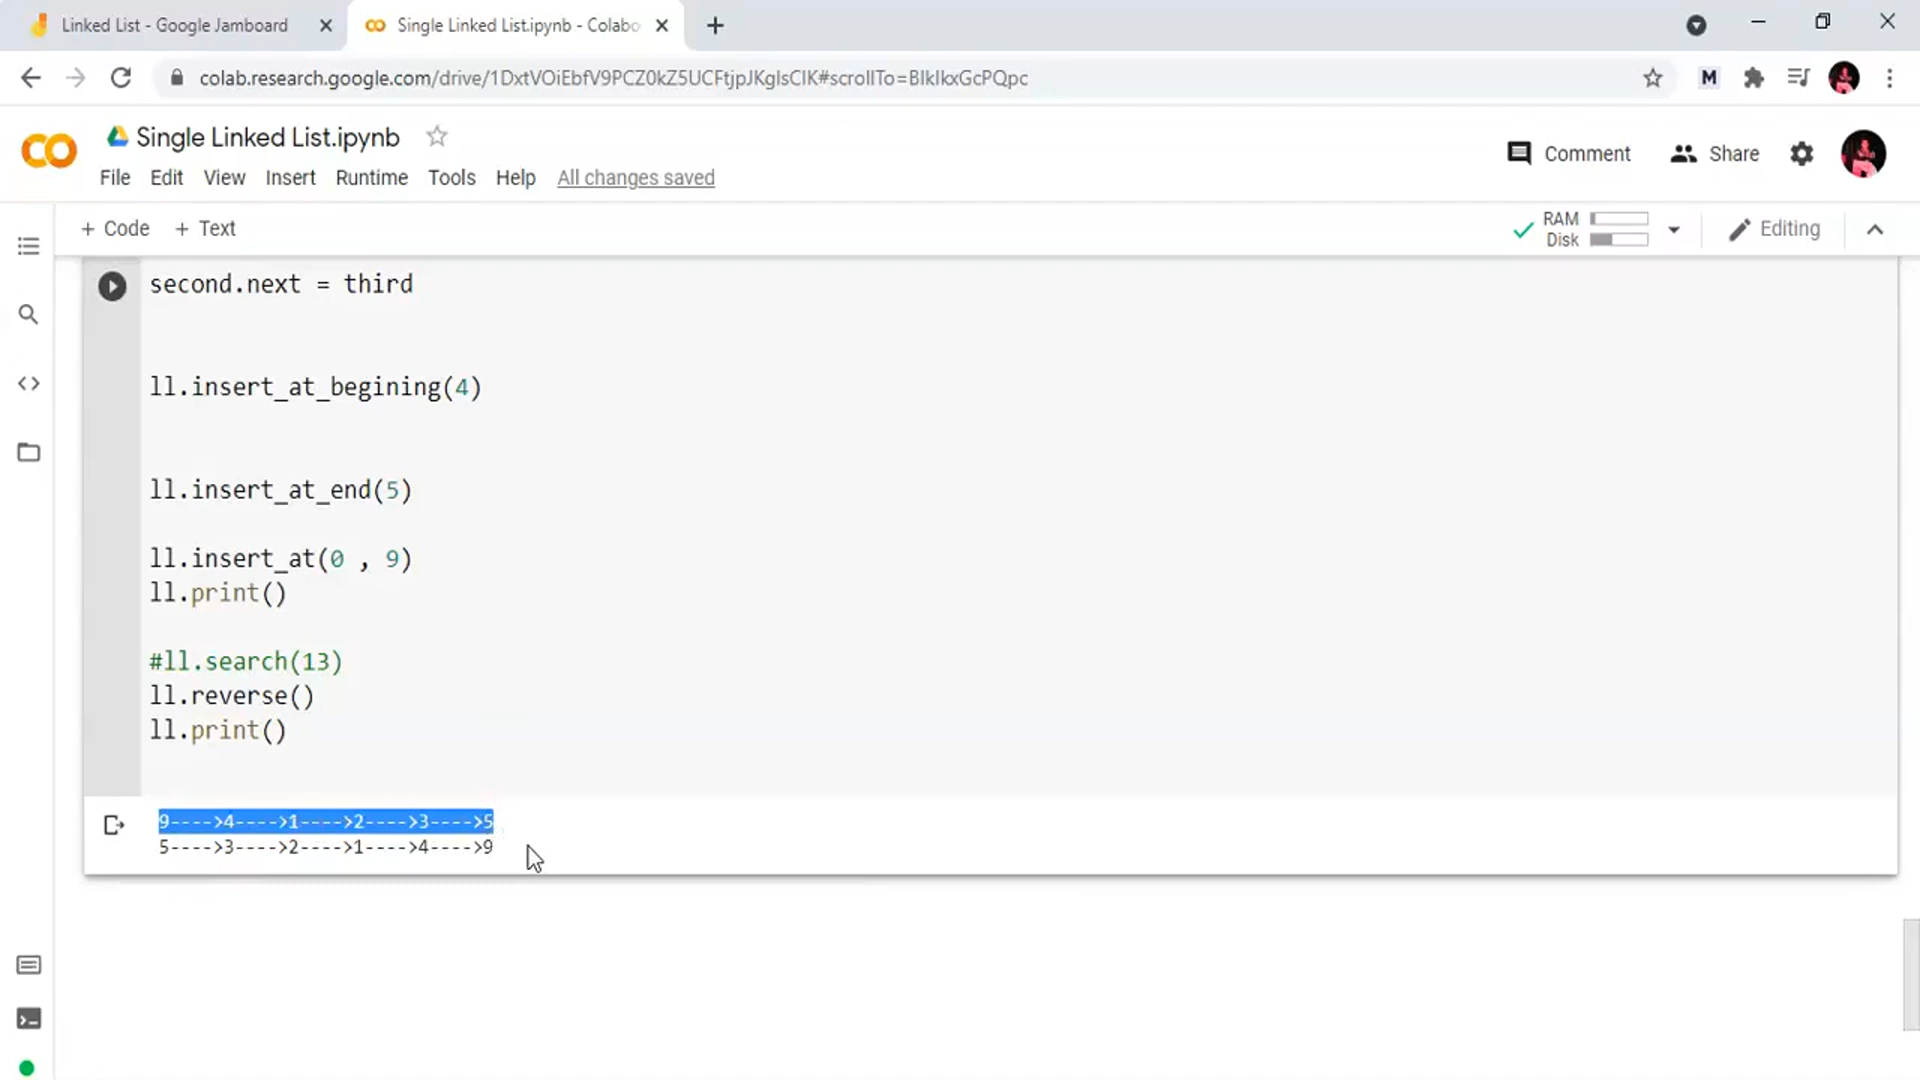 Linked List - Google Jamboard
Single Linked List.ipynb - Colabo
colab.research.google.com/drive/1DxtVOiEbfV9PCZ0kZ5UCFtjpJKglsCIK#scrollTo=BIkIkxGcPQpc
M
Single Linked List.ipynb
Comment
Share
File Edit View Insert Runtime Tools Help All changes saved
+ Code + Text
RAM
Disk
Editing
second.next = third
ll.insert_at_begining(4)
ll.insert_at_end(5)
ll.insert_at(0 , 9)
ll.print()
#ll.search(13)
ll.reverse()
ll.print()
9---->4---->1---->2---->3---->5
5---->3---->2---->1---->4---->9